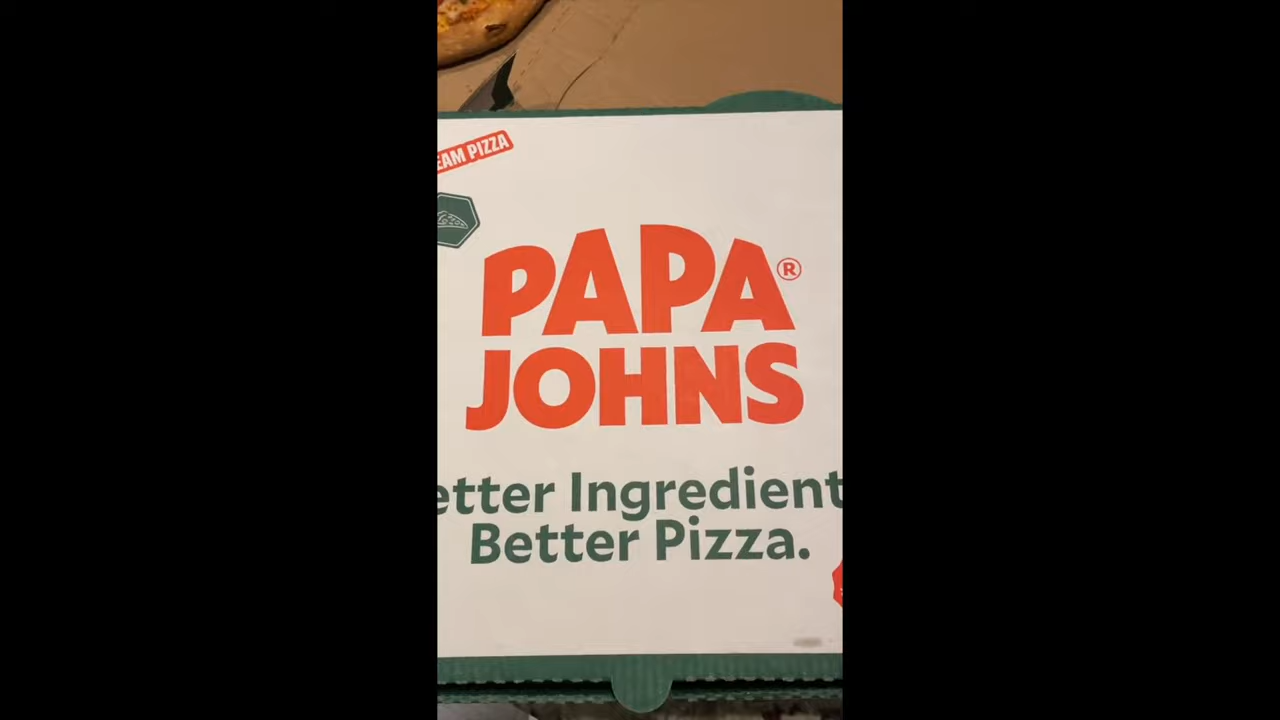 EAM PIZZA
PAPA®
JOHNS
etter Ingredient
Better Pizza.